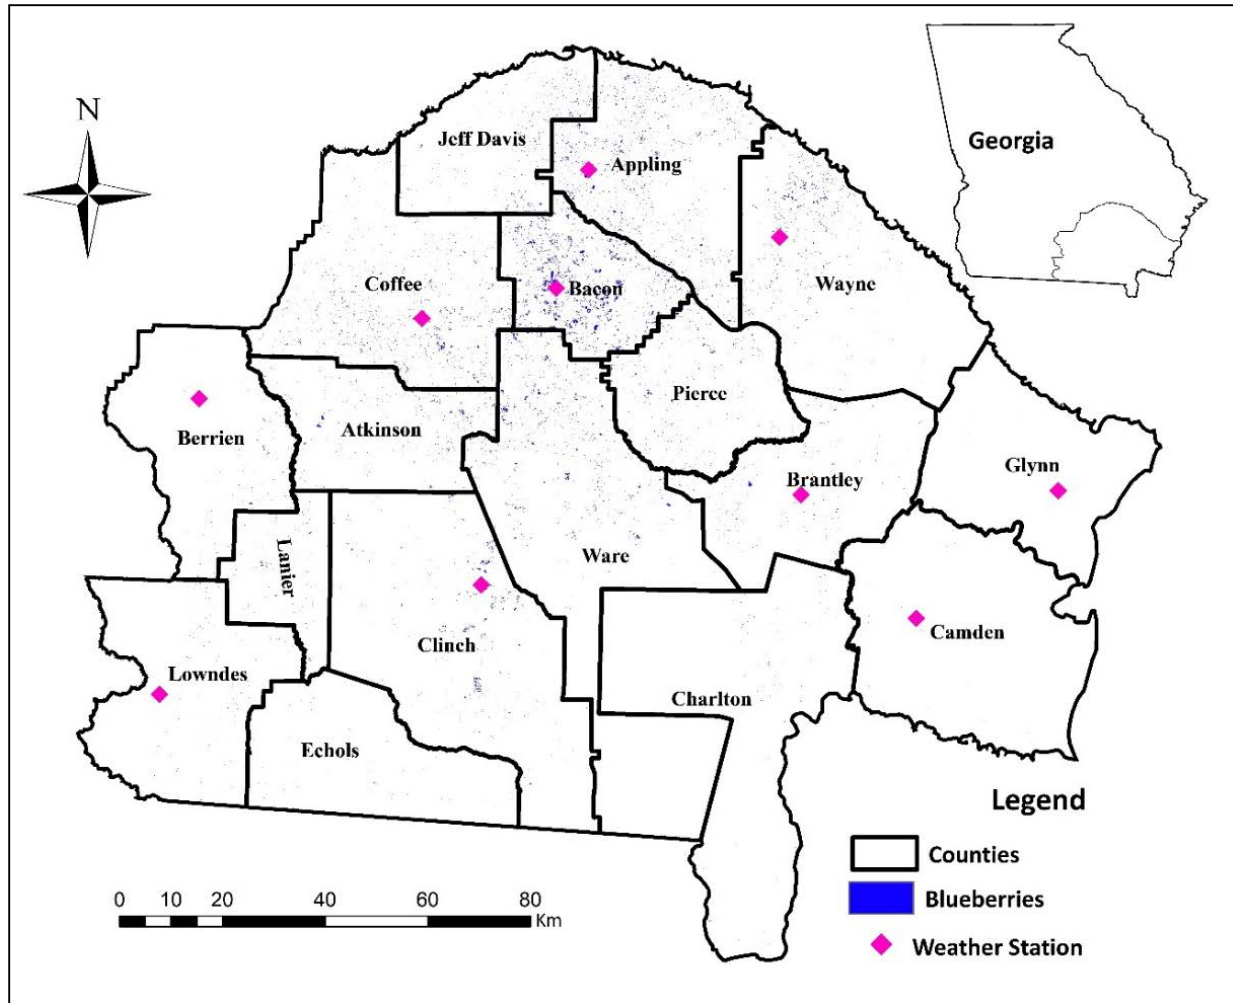 N
Jeff Davis
Appling
Georgia
Coffee
Bacon
Wayne
Berrien
Atkinson
Pierce
Glynn
Brantley
Lanier
Ware
Clinch
Camden
Lowndes
Charlton
Echols
Legend
Counties
Blueberries
Weather Station
0 10 20 40 60 80
Km